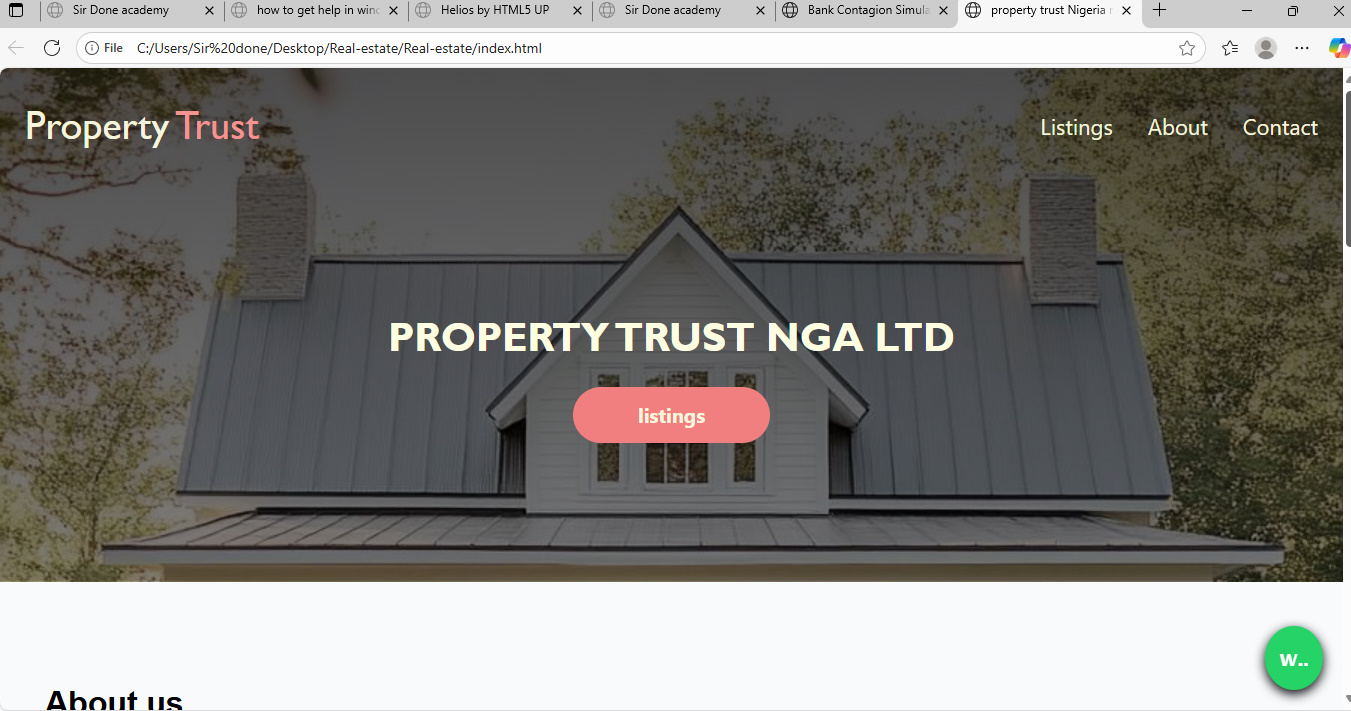 Sir Done academy
how to get help in wind
Helios by HTML5 UP
Sir Done academy
Bank Contagion Simula
property trust Nigeria
File C:/Users/Sir%20done/Desktop/Real-estate/Real-estate/index.html
Property Trust
Listings About Contact
PROPERTY TRUST NGA LTD
listings
W..
About us